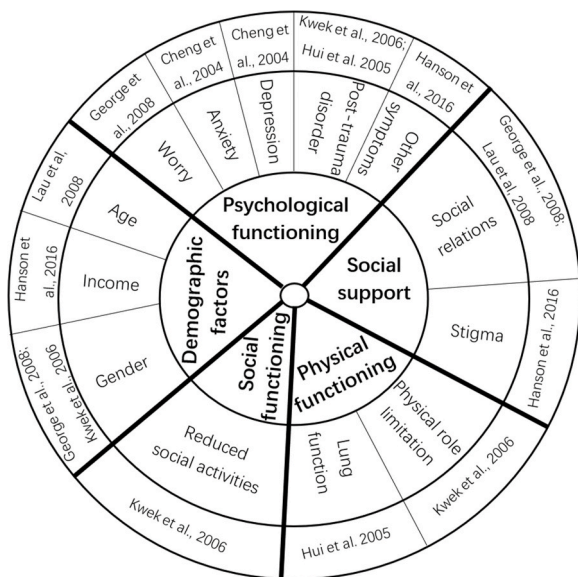 Kwek et al., 2006;
Hui et al. 2005
Cheng et
al., 2004
Cheng et
al., 2004
Hanson et
al., 2016
George et
al., 2008
George et al., 2008;
Lau et al., 2008
Lau et al,
2008
Worry
Anxiety
Depression
Post-trauma
disorder
Other
symptoms
Psychological
functioning
Age
Social
relations
Hanson et
al., 2016
Income
Demographic
factors
Social
support
Stigma
Hanson et al., 2016
Gender
Social
functioning
Physical
functioning
George et al., 2008;
Kwek et al., 2006
Reduced
social activities
Lung
function
Physical role
limitation
Kwek et al., 2006
Hui et al. 2005
Kwek et al., 2006